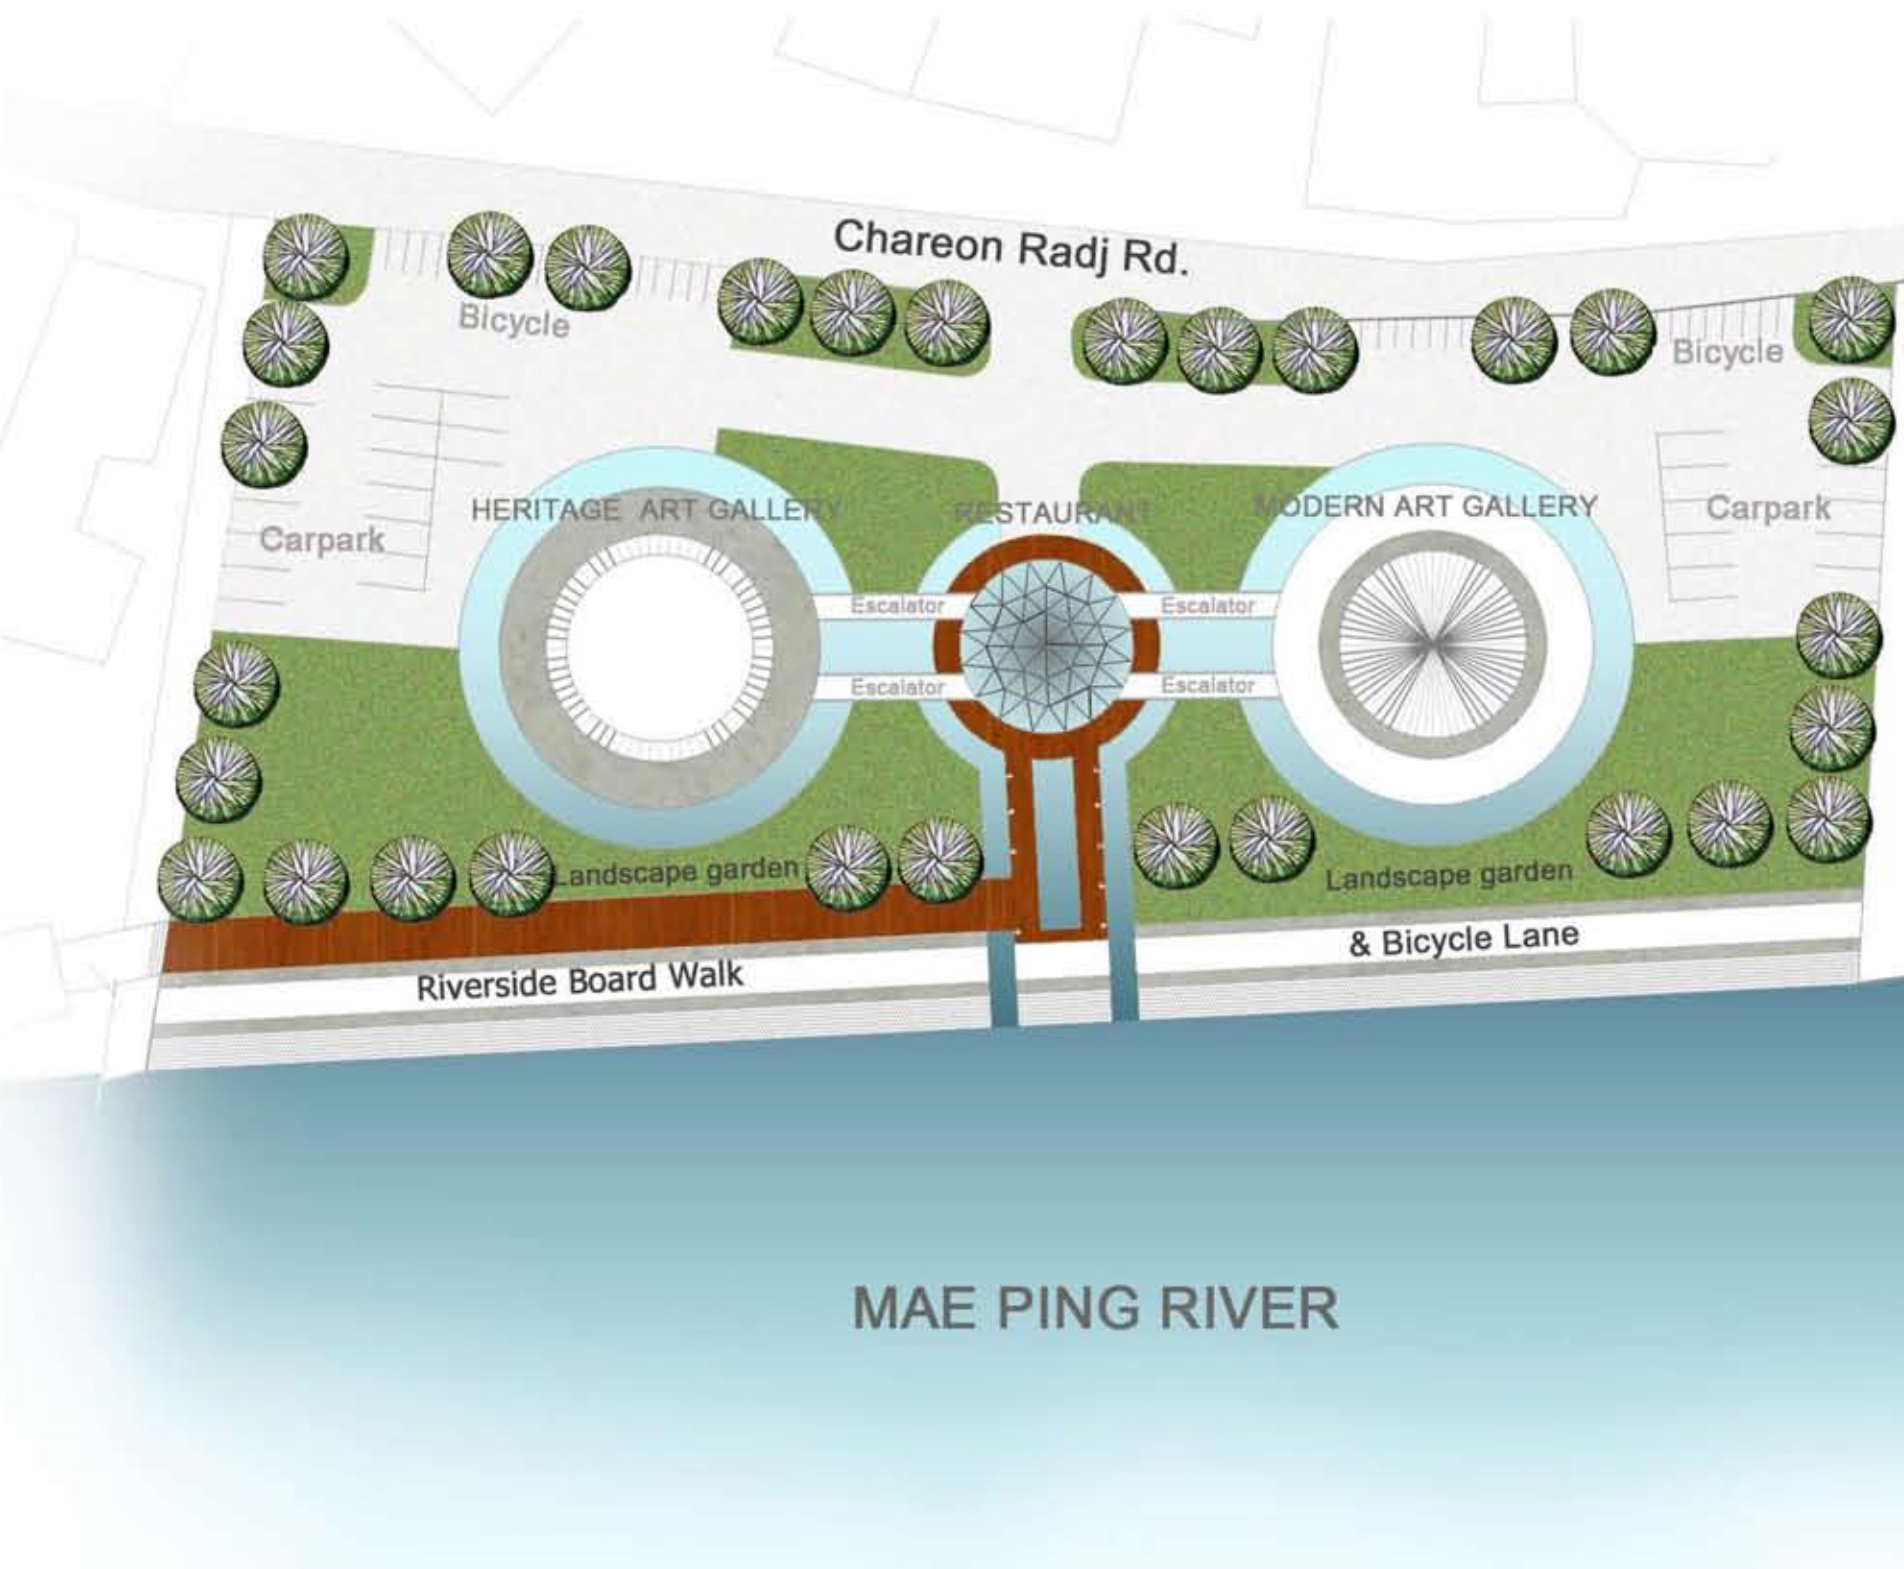 Chareon Radj Rd.
Bicycle
Bicycle
HERITAGE ART GALLERY
RESTAURANT
MODERN ART GALLERY
Carpark
Carpark
Escalator
Escalator
Escalator
Escalator
Landscape garden
Landscape garden
Riverside Board Walk
& Bicycle Lane
MAE PING RIVER